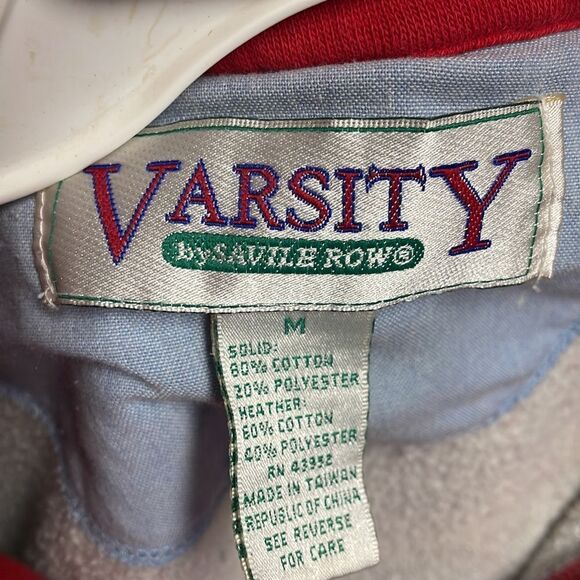 VARSITY
by SAVILE ROW®
M
SOLID:
80% COTTON
20% POLYESTER
HEATHER:
60% COTTON
40% POLYESTER
RN 43952
MADE IN TAIWAN
REPUBLIC OF CHINA
SEE REVERSE
FOR CARE